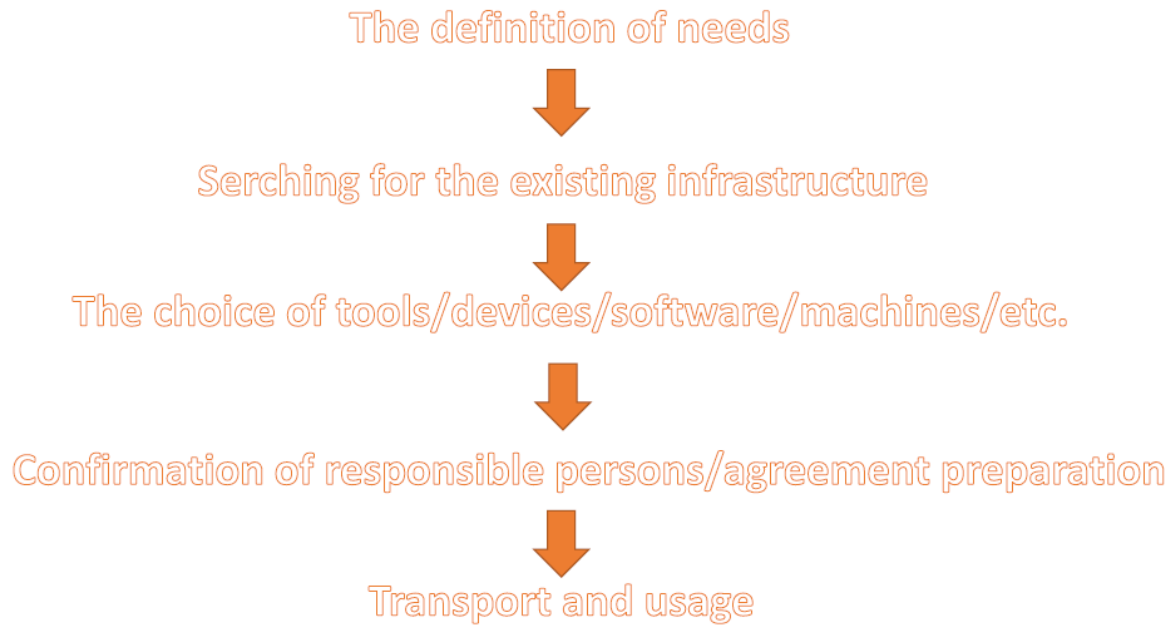 The definition of needs
Serching for the existing infrastructure
The choice of tools/devices/software/machines/etc.
Confirmation of responsible persons/agreement preparation
Transport and usage